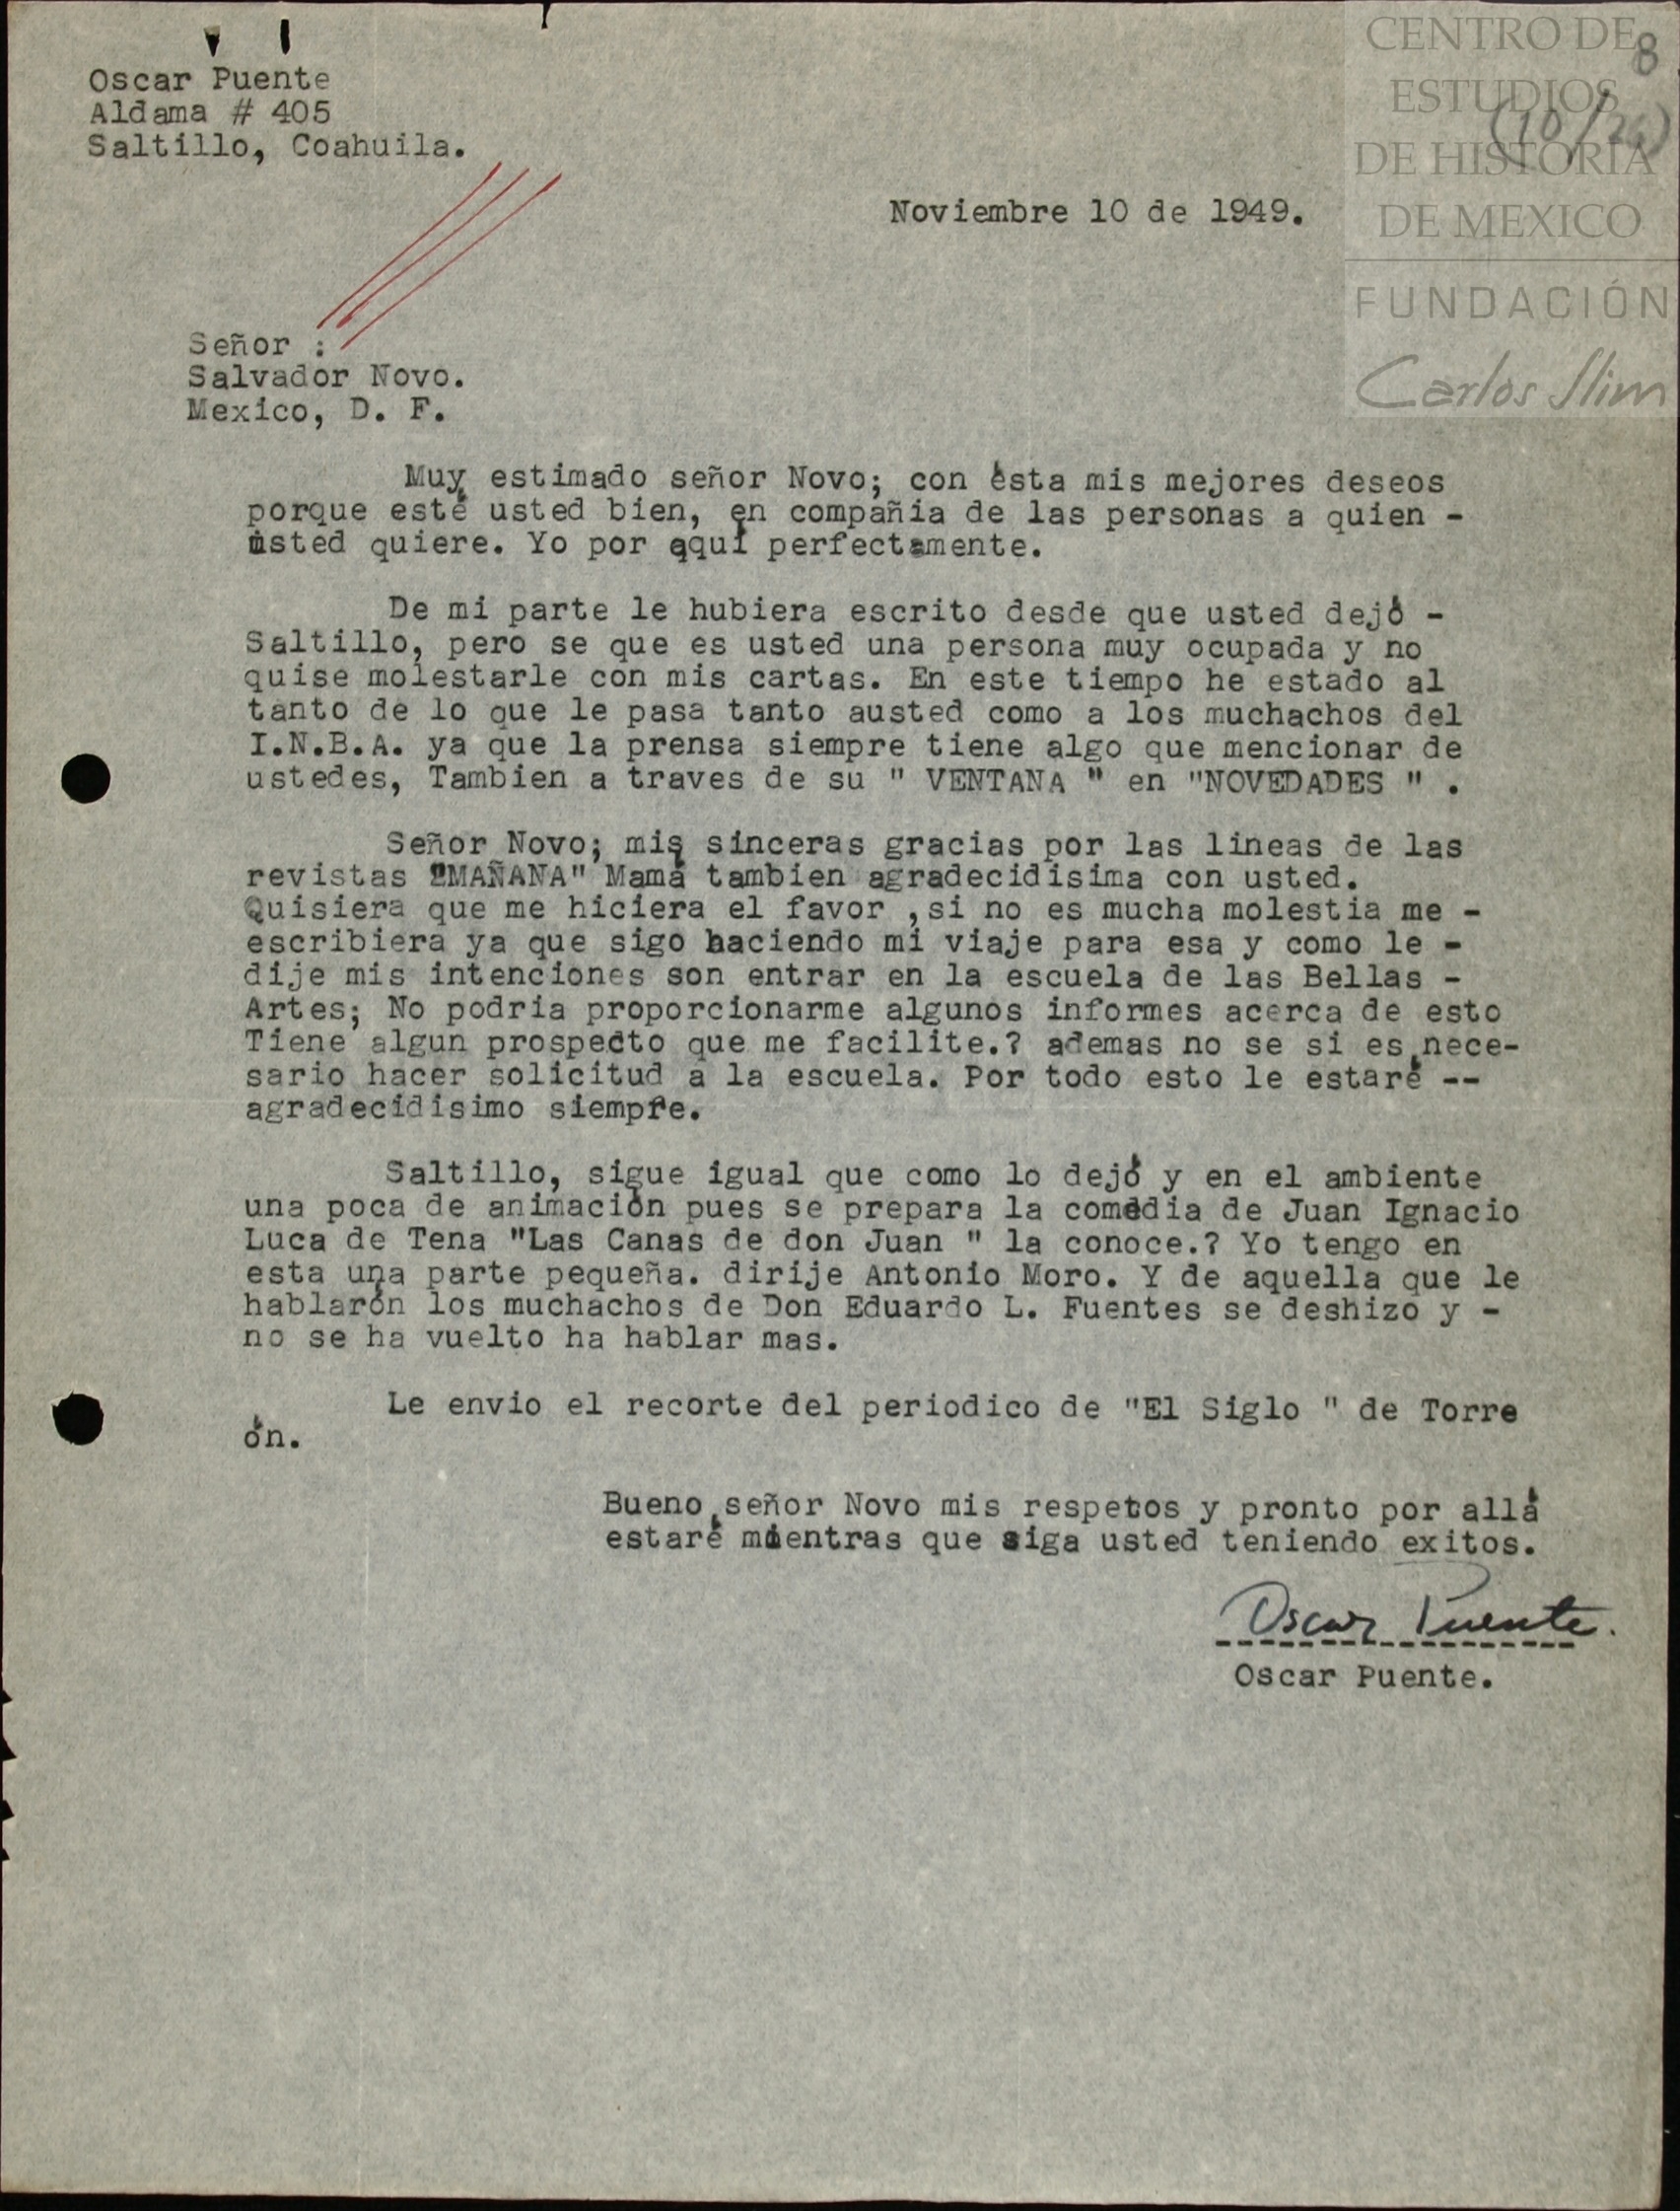 CENTRO DE
ESTUDIOS
DE HISTORIA
DE MEXICO
FUNDACIÓN
Carlos Slim
8
Oscar Puente
Aldama # 405
Saltillo, Coahuila.
Noviembre 10 de 1949.
Señor :
Salvador Novo.
Mexico, D. F.
Muy estimado señor Novo; con ésta mis mejores deseos
porque esté usted bien, en compañia de las personas a quien -
usted quiere. Yo por aquí perfectamente.
De mi parte le hubiera escrito desde que usted dejó -
Saltillo, pero se que es usted una persona muy ocupada y no
quise molestarle con mis cartas. En este tiempo he estado al
tanto de lo que le pasa tanto austed como a los muchachos del
I.N.B.A. ya que la prensa siempre tiene algo que mencionar de
ustedes, Tambien a traves de su " VENTANA " en "NOVEDADES " .
Señor Novo; mis sinceras gracias por las lineas de las
revistas "MAÑANA" Mamá tambien agradecidisima con usted.
Quisiera que me hiciera el favor ,si no es mucha molestia me -
escribiera ya que sigo haciendo mi viaje para esa y como le -
dije mis intenciones son entrar en la escuela de las Bellas -
Artes; No podria proporcionarme algunos informes acerca de esto
Tiene algun prospecto que me facilite.? ademas no se si es nece-
sario hacer solicitud a la escuela. Por todo esto le estaré --
agradecidisimo siempre.
Saltillo, sigue igual que como lo dejó y en el ambiente
una poca de animación pues se prepara la comedia de Juan Ignacio
Luca de Tena "Las Canas de don Juan " la conoce.? Yo tengo en
esta una parte pequeña. dirije Antonio Moro. Y de aquella que le
hablarón los muchachos de Don Eduardo L. Fuentes se deshizo y -
no se ha vuelto ha hablar mas.
Le envio el recorte del periodico de "El Siglo " de Torre
ón.
Bueno señor Novo mis respetos y pronto por allá
estaré mientras que siga usted teniendo exitos.
Oscar Puente.
Oscar Puente.